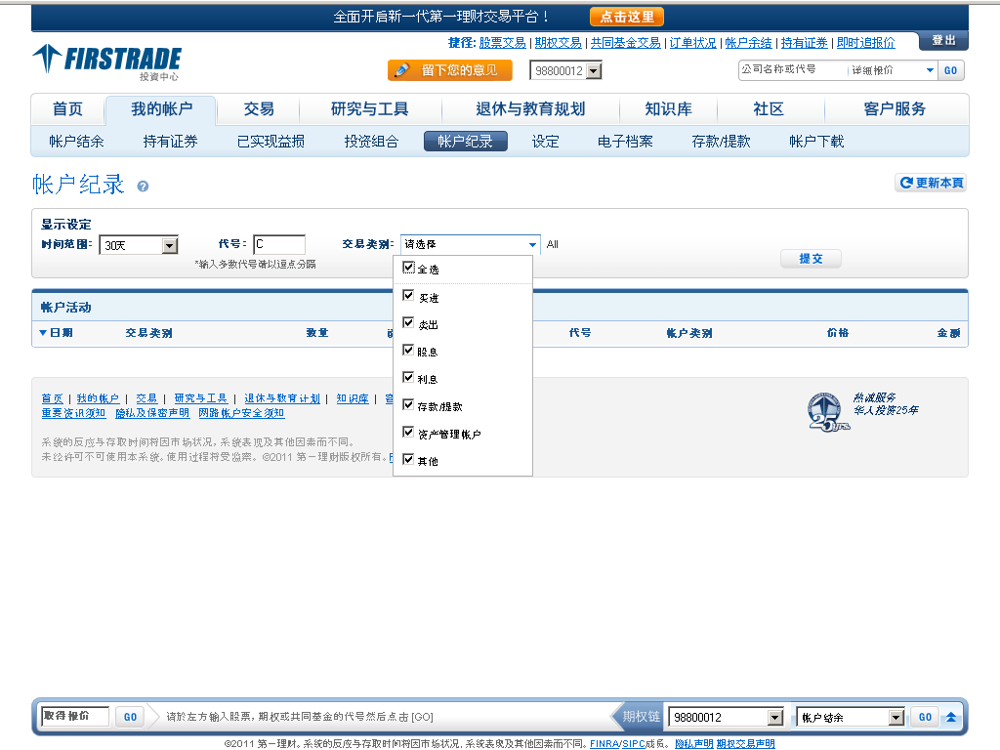 全面开启新一代第一理财交易平台！ 点击这里
捷径: 股票交易 | 期权交易 | 共同基金交易 | 订单状况 | 帐户余结 | 持有证券 | 即时追报价 登出
FIRSTRADE
投資中心
留下您的意见 98800012 公司名称或代号 详细报价 GO
首页 我的帐户 交易 研究与工具 退休与教育规划 知识库 社区 客户服务
帐户结余 持有证券 已实现益损 投资组合 帐户纪录 设定 电子档案 存款/提款 帐户下载
帐户纪录 ? 更新本頁
显示设定
时间范围: 30天 代号: C 交易类别: 请选择 All
*输入多数代号请以逗点分隔
提交
全选
买进
卖出
股息
利息
存款/提款
资产管理帐户
其他
帐户活动
▼日期 交易类别 数量 代号 帐户类别 价格 金额
首页 | 我的帐户 | 交易 | 研究与工具 | 退休与教育计划 | 知识库 |
重要资讯须知 隐私及保密声明 网路帐户安全须知
系统的反应与存取时间将因市场状况，系统表现及其他因素而不同。
未经许可不可使用本系统。使用过程将受监察。©2011 第一理财版权所有。
25
热诚服务
华人投资25年
取得报价 GO 请於左方输入股票，期权或共同基金的代号然后点击 [GO] 期权链 98800012 帐户结余 GO
©2011 第一理财。系统的反应与存取时间将因市场状况，系统表现及其他因素而不同。FINRA/SIPC成员。 隐私声明 期权交易声明